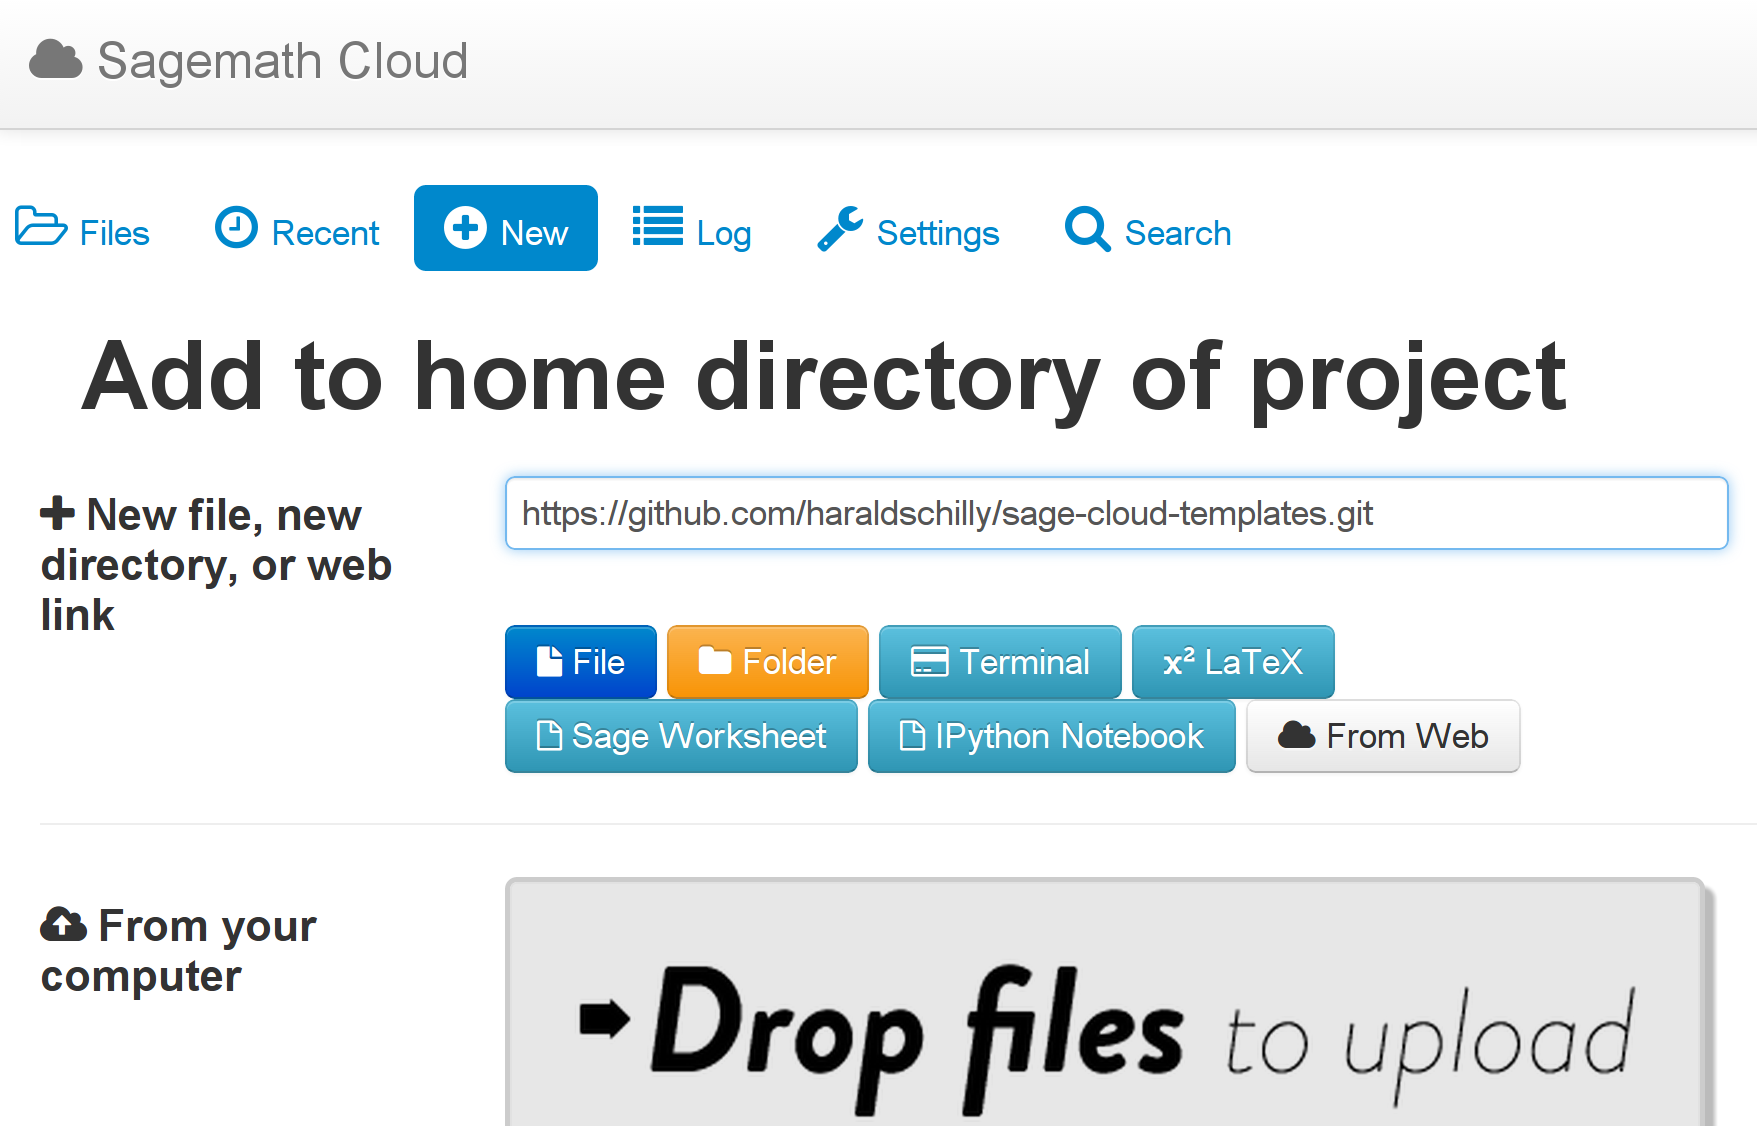 Sagemath Cloud
Files Recent New Log Settings Search
Add to home directory of project
New file, new
directory, or web
link
https://github.com/haraldschilly/sage-cloud-templates.git
File Folder Terminal x² LaTeX
Sage Worksheet IPython Notebook From Web
From your
computer
Drop files to upload